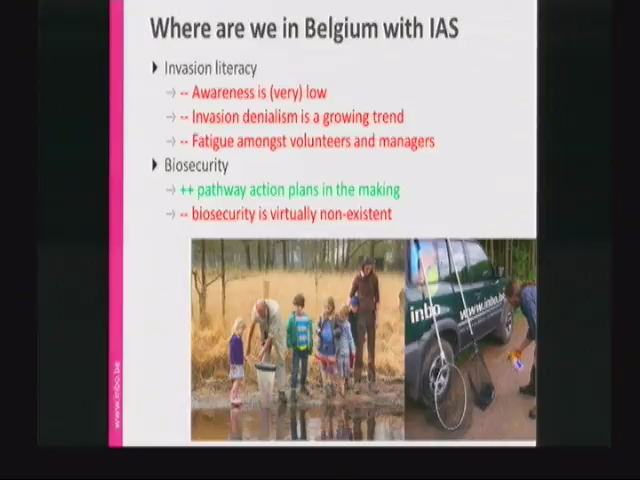 Where are we in Belgium with IAS
Invasion literacy
-- Awareness is (very) low
-- Invasion denialism is a growing trend
-- Fatigue amongst volunteers and managers
Biosecurity
++ pathway action plans in the making
-- biosecurity is virtually non-existent
inbo
www.inbo.be
www.inbo.be